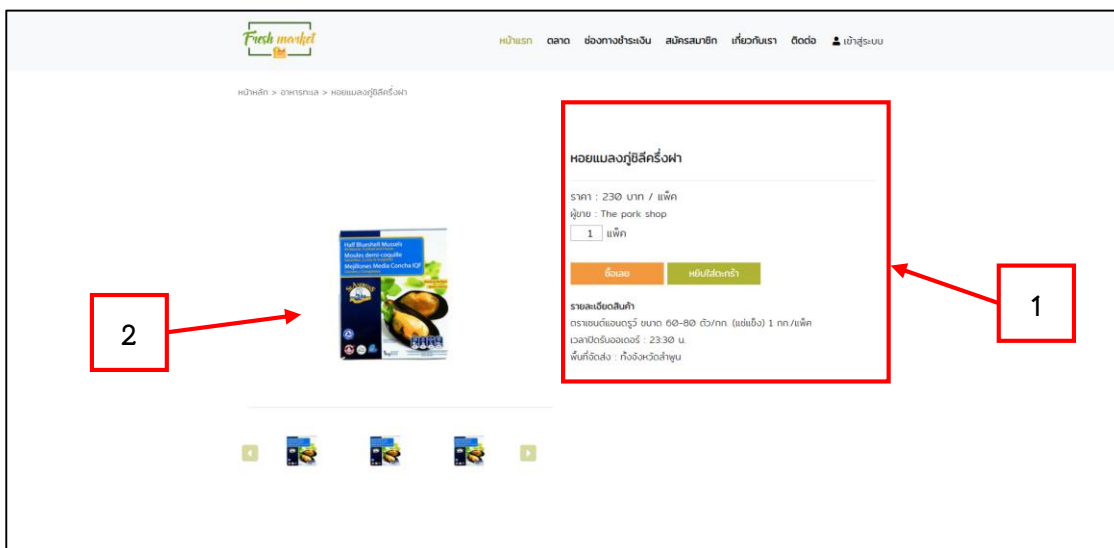 Fresh market
หน้าแรก ตลาด ช่องทางชำระเงิน สมัครสมาชิก เกี่ยวกับเรา ติดต่อ เข้าสู่ระบบ
หน้าหลัก > อาหารทะเล > หอยแมลงภู่ชิลีครึ่งฝา
หอยแมลงภู่ชิลีครึ่งฝา
ราคา : 230 บาท / แพ็ค
ผู้ขาย : The pork shop
1 แพ็ค
ซื้อเลย หยิบใส่ตะกร้า
รายละเอียดสินค้า
ตราเซนต์แอนดรูว์ ขนาด 60-80 ตัว/กก. (แช่แข็ง) 1 กก./แพ็ค
เวลาปิดรับออเดอร์ : 23:30 น.
พื้นที่จัดส่ง : ทั้งจังหวัดลำพูน
1
2
Half Blueshell Mussels
Moules demi-coquille
Mejillones Media Concha IQF